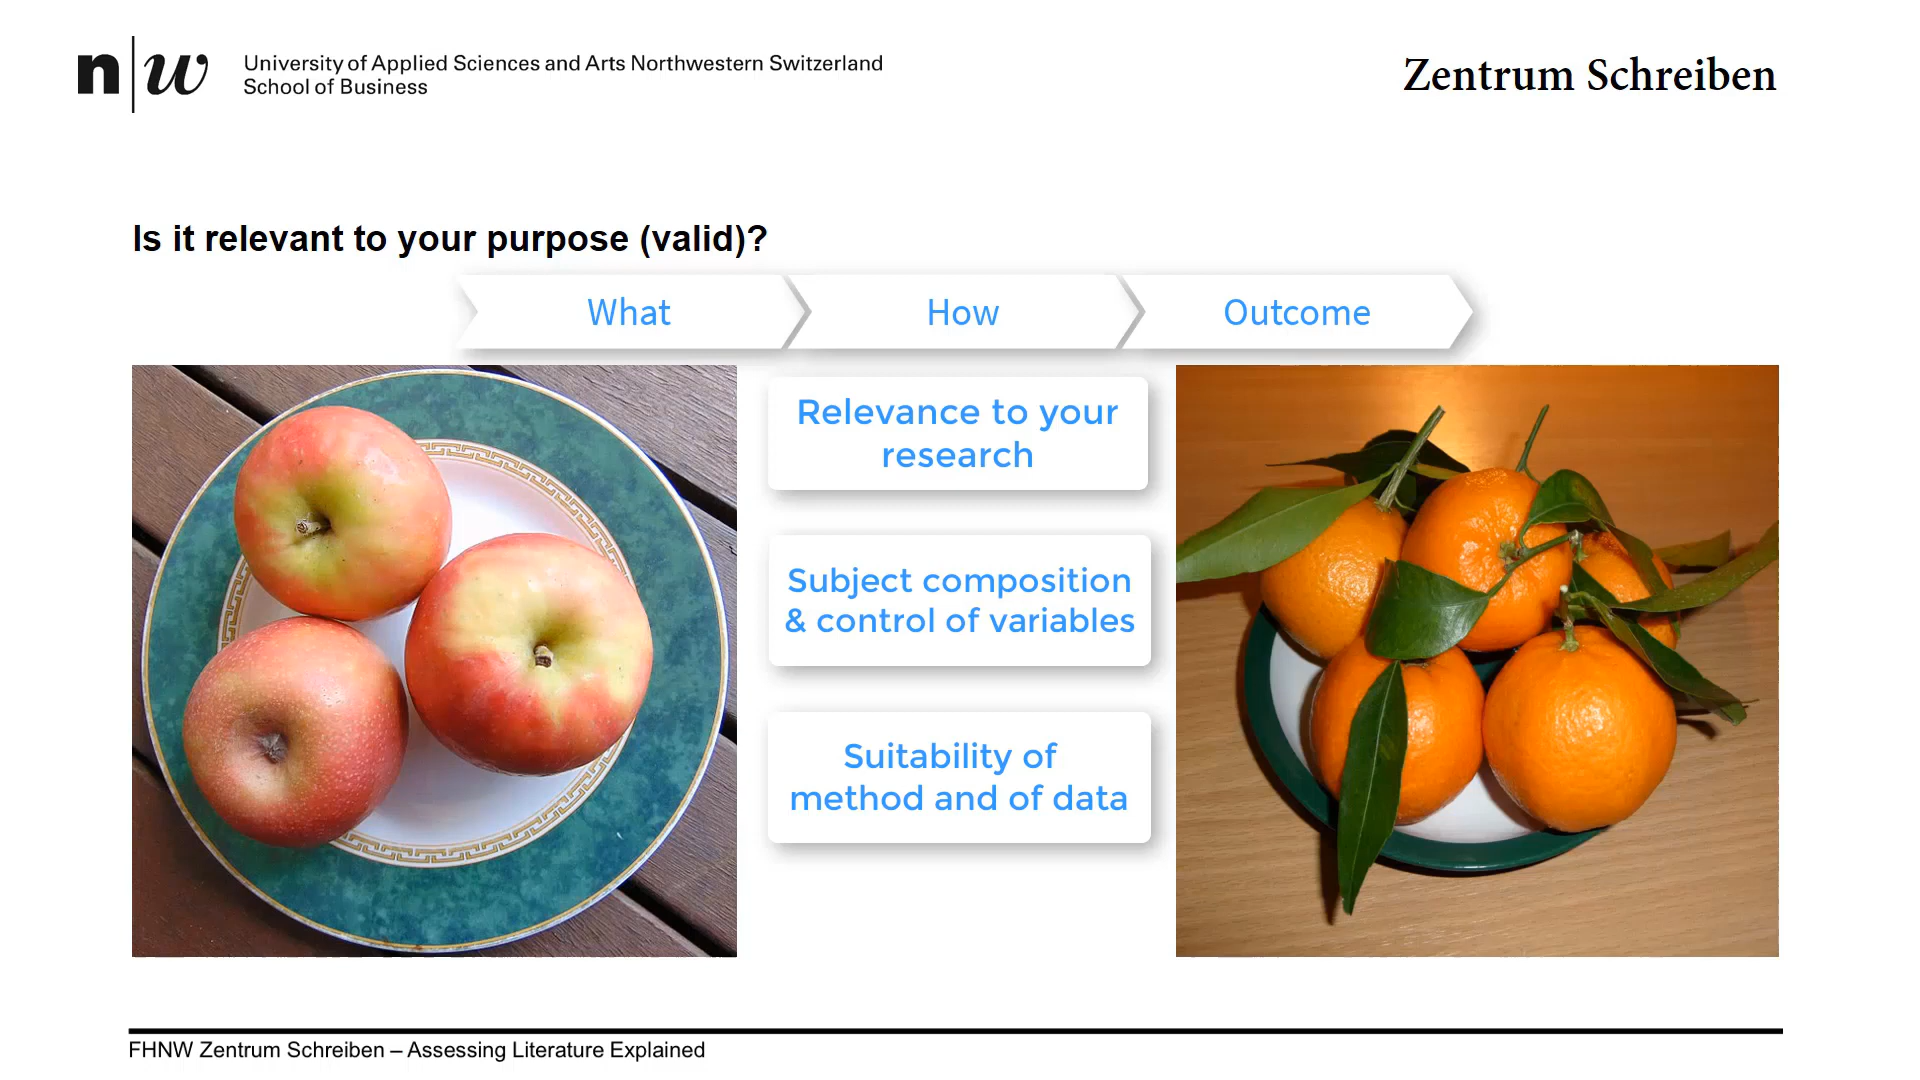 n|w
University of Applied Sciences and Arts Northwestern Switzerland
School of Business
Zentrum Schreiben
Is it relevant to your purpose (valid)?
What
How
Outcome
Relevance to your
research
Subject composition
& control of variables
Suitability of
method and of data
FHNW Zentrum Schreiben – Assessing Literature Explained